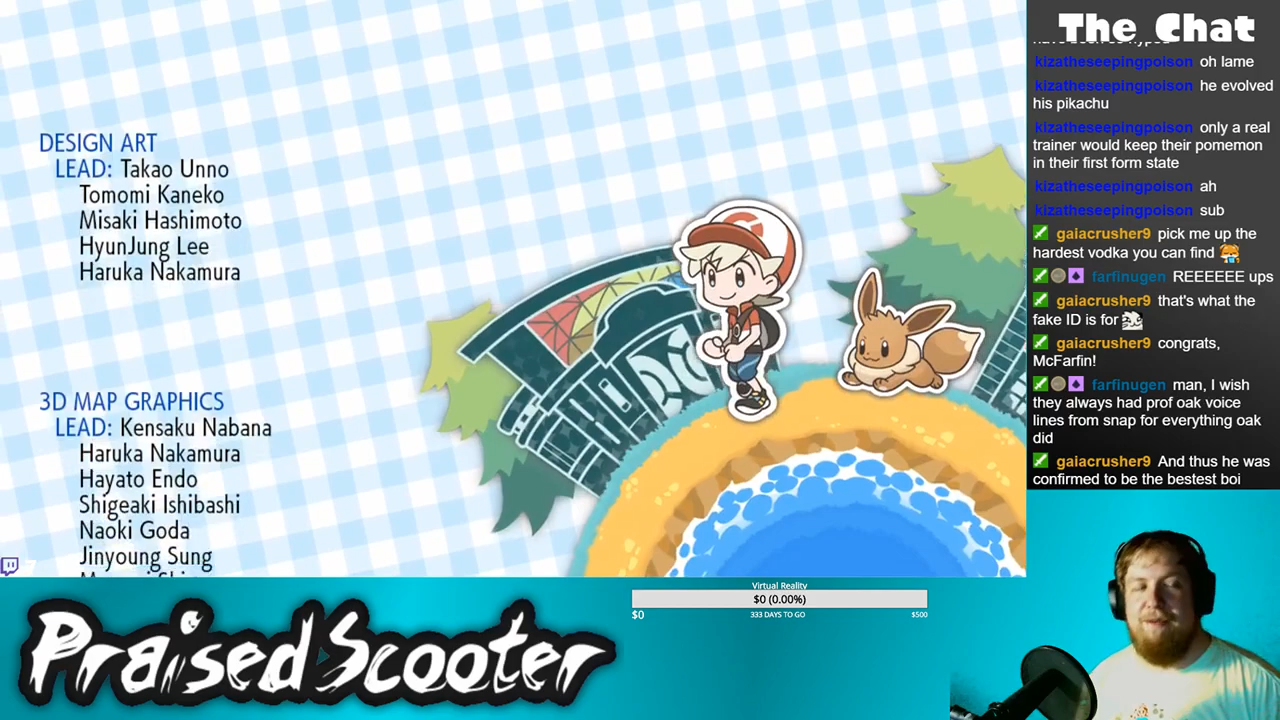 DESIGN ART
LEAD: Takao Unno
Tomomi Kaneko
Misaki Hashimoto
HyunJung Lee
Haruka Nakamura
3D MAP GRAPHICS
LEAD: Kensaku Nabana
Haruka Nakamura
Hayato Endo
Shigeaki Ishibashi
Naoki Goda
Jinyoung Sung
The Chat
kizatheseepingpoison oh lame
kizatheseepingpoison he evolved
his pikachu
kizatheseepingpoison only a real
trainer would keep their pomemon
in their first form state
kizatheseepingpoison ah
kizatheseepingpoison sub
gaiacrusher9 pick me up the
hardest vodka you can find
farfinugen REEEEEE ups
gaiacrusher9 that's what the
fake ID is for
gaiacrusher9 congrats,
McFarfin!
farfinugen man, I wish
they always had prof oak voice
lines from snap for everything oak
did
gaiacrusher9 And thus he was
confirmed to be the bestest boi
Virtual Reality
$0 (0.00%)
$0 333 DAYS TO GO $500
PraisedScooter